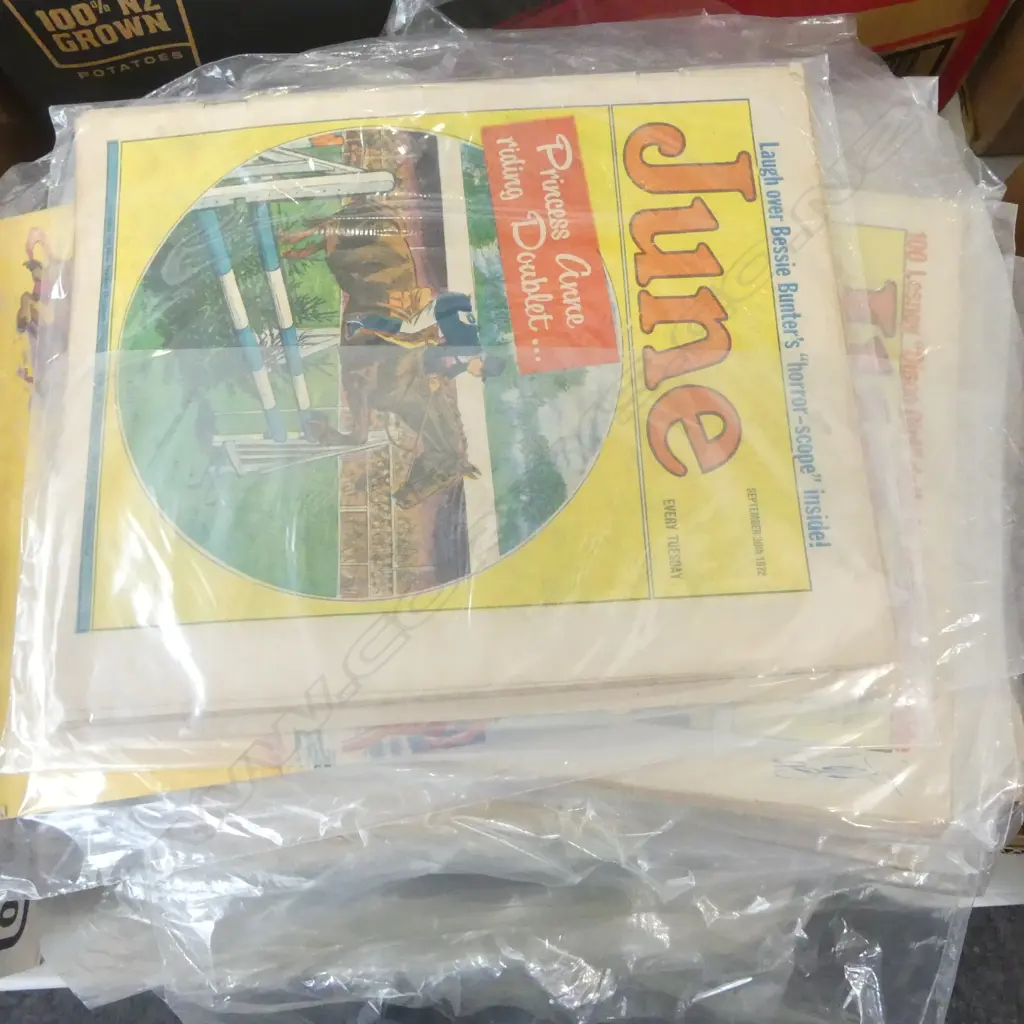 100% NZ
GROWN
POTATOES
Laugh over Bessie Bunter's "horror-scope" inside!
June
SEPTEMBER 30th 1972
EVERY TUESDAY
Princess Anne
riding Doublet...